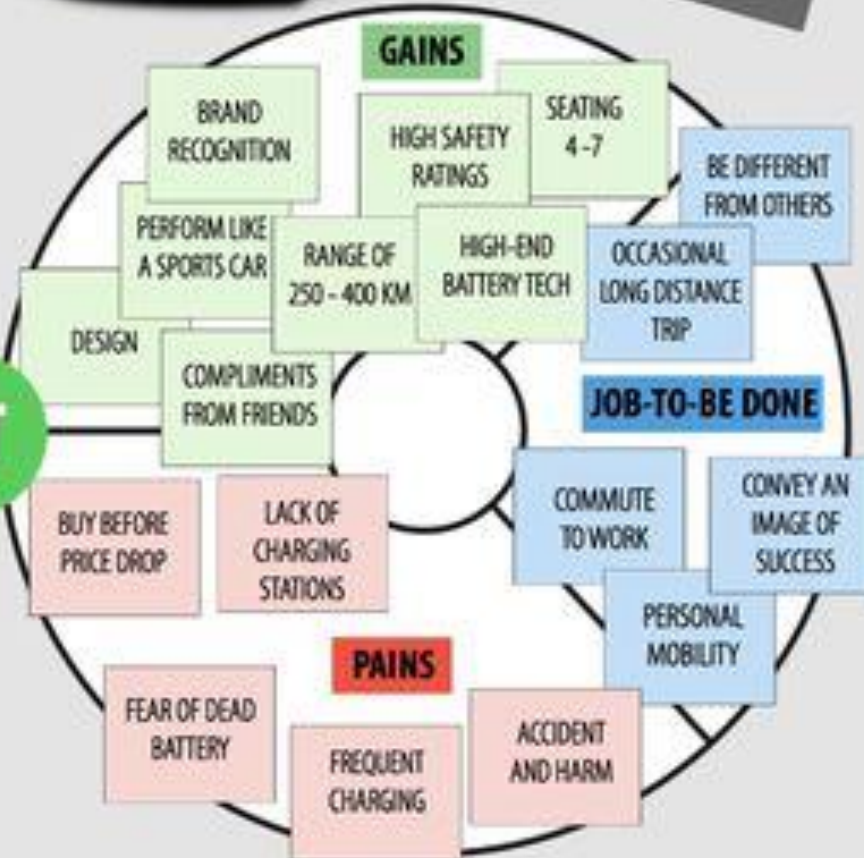 GAINS
BRAND
RECOGNITION
HIGH SAFETY
RATINGS
SEATING
4 -7
PERFORM LIKE
A SPORTS CAR
RANGE OF
250 - 400 KM
HIGH-END
BATTERY TECH
DESIGN
COMPLIMENTS
FROM FRIENDS
BE DIFFERENT
FROM OTHERS
OCCASIONAL
LONG DISTANCE
TRIP
JOB-TO-BE DONE
COMMUTE
TO WORK
CONVEY AN
IMAGE OF
SUCCESS
PERSONAL
MOBILITY
BUY BEFORE
PRICE DROP
LACK OF
CHARGING
STATIONS
PAINS
FEAR OF DEAD
BATTERY
FREQUENT
CHARGING
ACCIDENT
AND HARM